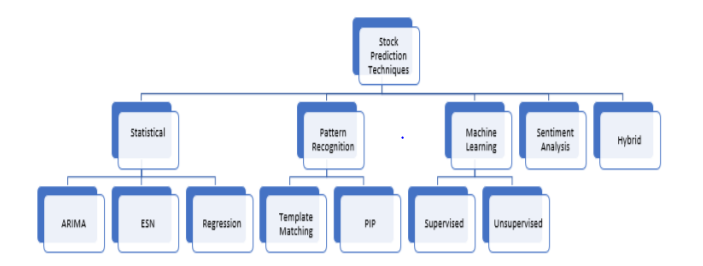 Stock
Prediction
Techniques
Statistical
Pattern
Recognition
Machine
Learning
Sentiment
Analysis
Hybrid
ARIMA
ESN
Regression
Template
Matching
PIP
Supervised
Unsupervised